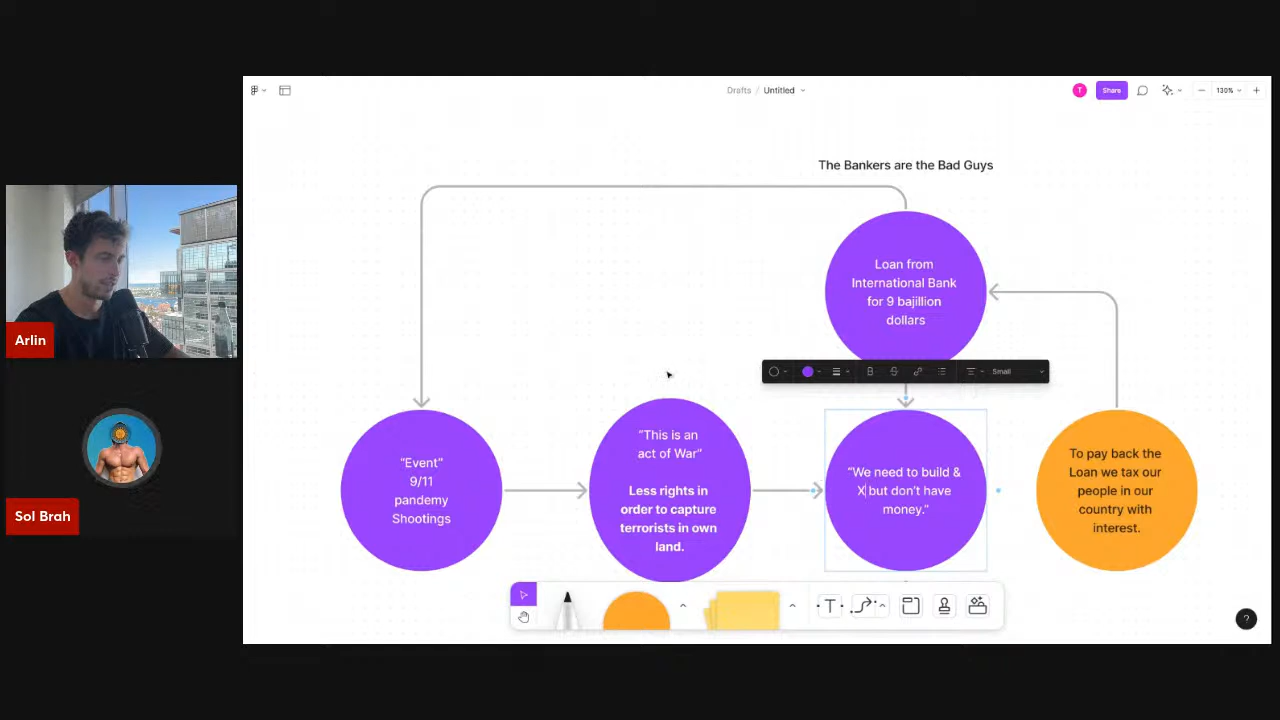 Drafts / Untitled
T
Share
130%
The Bankers are the Bad Guys
Loan from
International Bank
for 9 bajillion
dollars
B
S
Small
Arlin
Sol Brah
“Event”
9/11
pandemy
Shootings
“This is an
act of War”
Less rights in
order to capture
terrorists in own
land.
“We need to build &
X but don’t have
money.”
To pay back the
Loan we tax our
people in our
country with
interest.
T
?